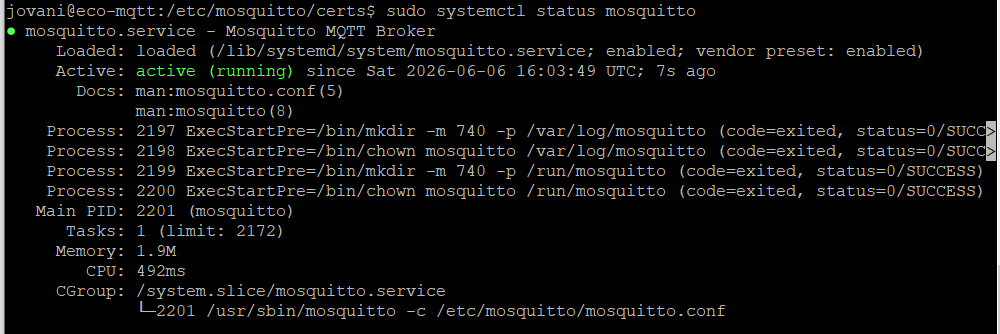 jovani@eco-mqtt:/etc/mosquitto/certs$ sudo systemctl status mosquitto
● mosquitto.service - Mosquitto MQTT Broker
     Loaded: loaded (/lib/systemd/system/mosquitto.service; enabled; vendor preset: enabled)
     Active: active (running) since Sat 2026-06-06 16:03:49 UTC; 7s ago
       Docs: man:mosquitto.conf(5)
             man:mosquitto(8)
    Process: 2197 ExecStartPre=/bin/mkdir -m 740 -p /var/log/mosquitto (code=exited, status=0/SUCC>
    Process: 2198 ExecStartPre=/bin/chown mosquitto /var/log/mosquitto (code=exited, status=0/SUCC>
    Process: 2199 ExecStartPre=/bin/mkdir -m 740 -p /run/mosquitto (code=exited, status=0/SUCCESS)
    Process: 2200 ExecStartPre=/bin/chown mosquitto /run/mosquitto (code=exited, status=0/SUCCESS)
   Main PID: 2201 (mosquitto)
      Tasks: 1 (limit: 2172)
     Memory: 1.9M
        CPU: 492ms
     CGroup: /system.slice/mosquitto.service
             └─2201 /usr/sbin/mosquitto -c /etc/mosquitto/mosquitto.conf